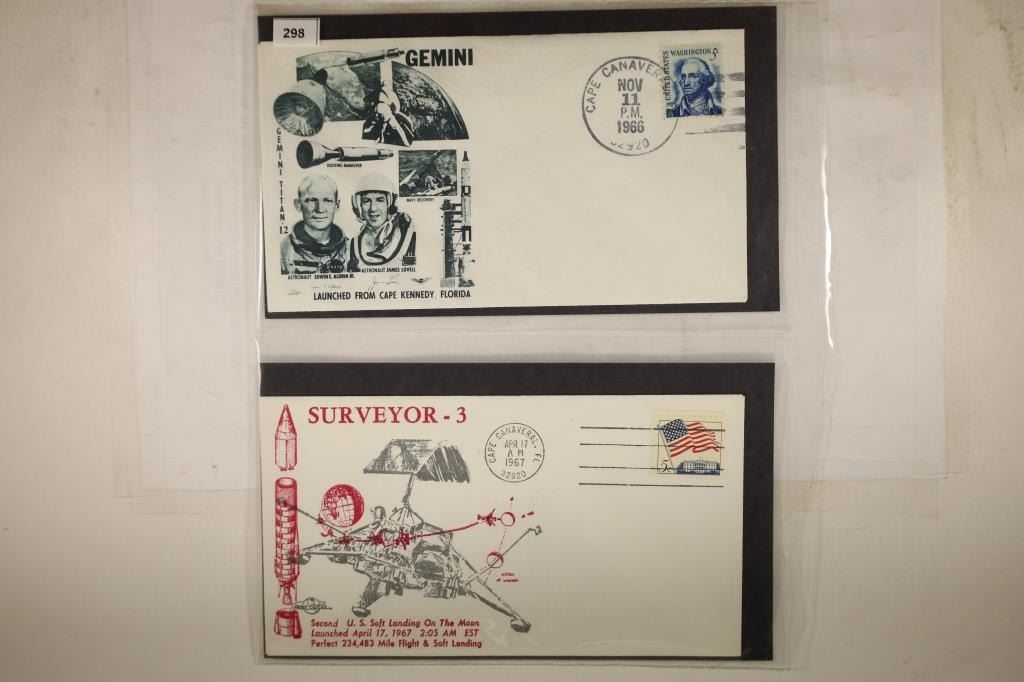 298
GEMINI
CAPE CANAVERAL
NOV
11
P.M.
1966
32920
UNITED STATES
WASHINGTON 5¢
GEMINI TITAN·12
DOCKING MANEUVER
NAVY RECOVERY
ASTRONAUT EDWIN E. ALDRIN JR.
ASTRONAUT JAMES LOVELL
LAUNCHED FROM CAPE KENNEDY, FLORIDA
SURVEYOR - 3
CAPE CANAVERAL, FL
APR 17
A M
1967
32920
5¢
Second U. S. Soft Landing On The Moon
Launched April 17, 1967 2:05 AM EST
Perfect 234,483 Mile Flight & Soft Landing